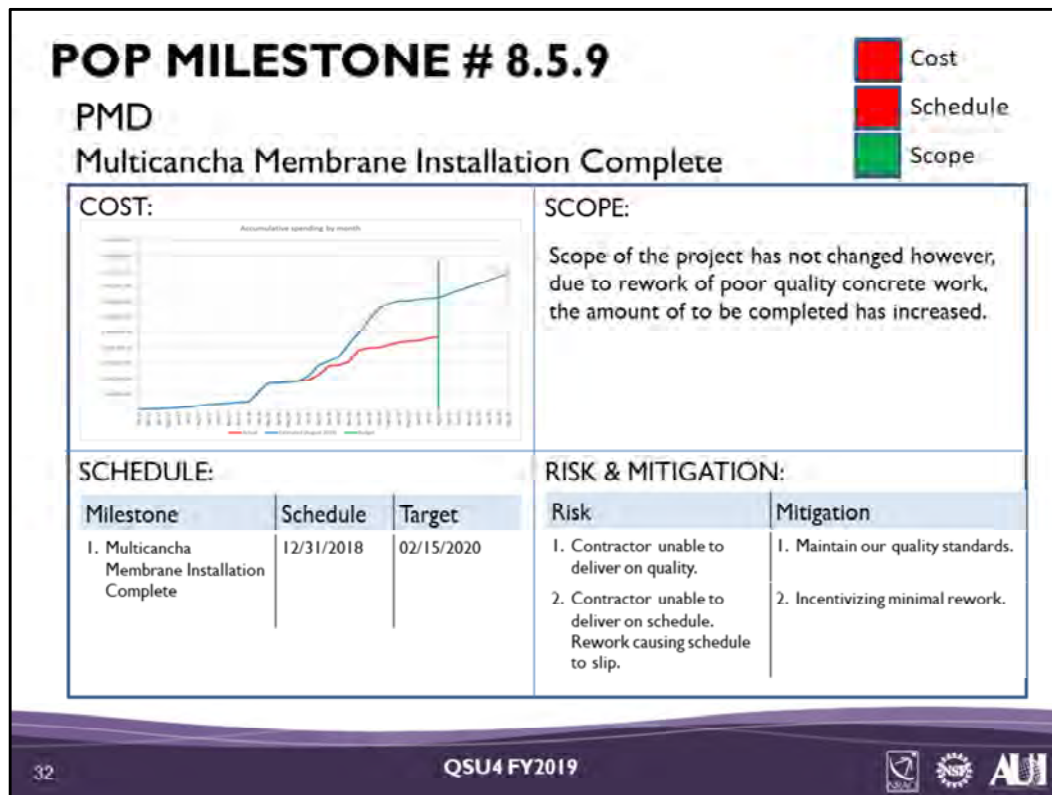 POP MILESTONE # 8.5.9
Cost
Schedule
Scope
PMD
Multicancha Membrane Installation Complete
COST:
Accumulative spending by month
SCOPE:
Scope of the project has not changed however,
due to rework of poor quality concrete work,
the amount of to be completed has increased.
SCHEDULE:
Milestone Schedule Target
1. Multicancha 12/31/2018 02/15/2020
Membrane Installation
Complete
RISK & MITIGATION:
Risk Mitigation
1. Contractor unable to 1. Maintain our quality standards.
deliver on quality.
2. Contractor unable to 2. Incentivizing minimal rework.
deliver on schedule.
Rework causing schedule
to slip.
32
QSU4 FY2019
NRAO
NSF
AUI